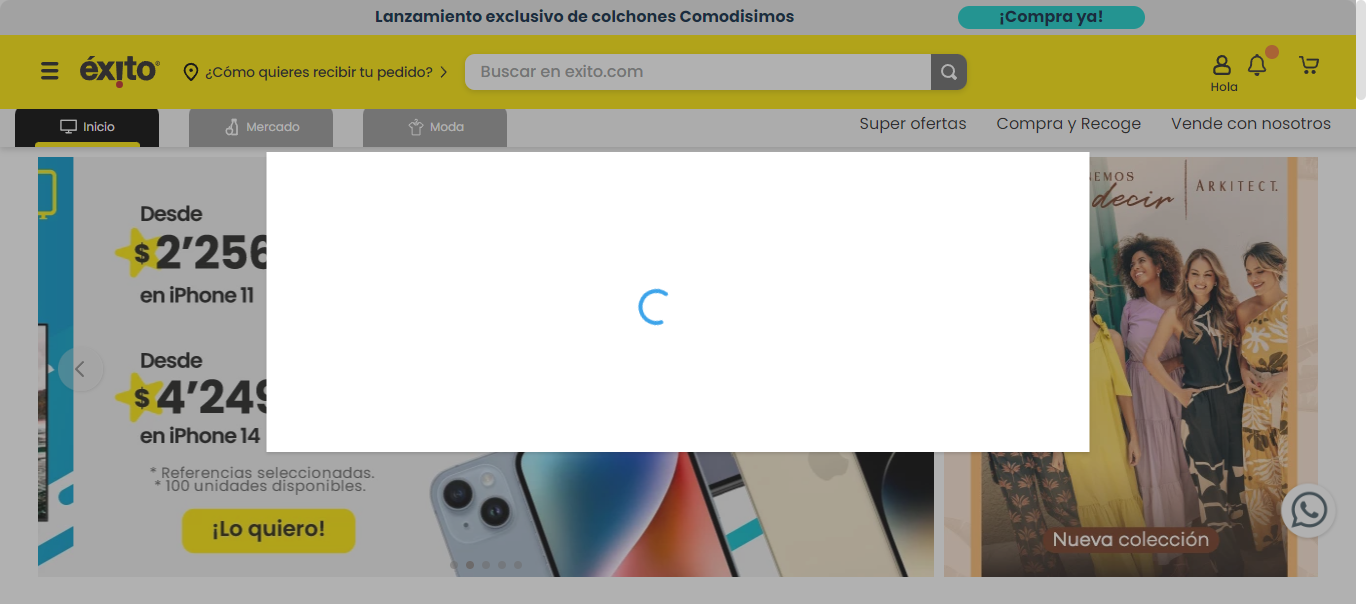 Lanzamiento exclusivo de colchones Comodisimos
¡Compra ya!
éxito
¿Cómo quieres recibir tu pedido?
Buscar en exito.com
Hola
Inicio
Mercado
Moda
Super ofertas
Compra y Recoge
Vende con nosotros
Desde
$2’256
en iPhone 11
Desde
$4’249
en iPhone 14
* Referencias seleccionadas.
* 100 unidades disponibles.
¡Lo quiero!
decir
ARKITECT.
Nueva colección